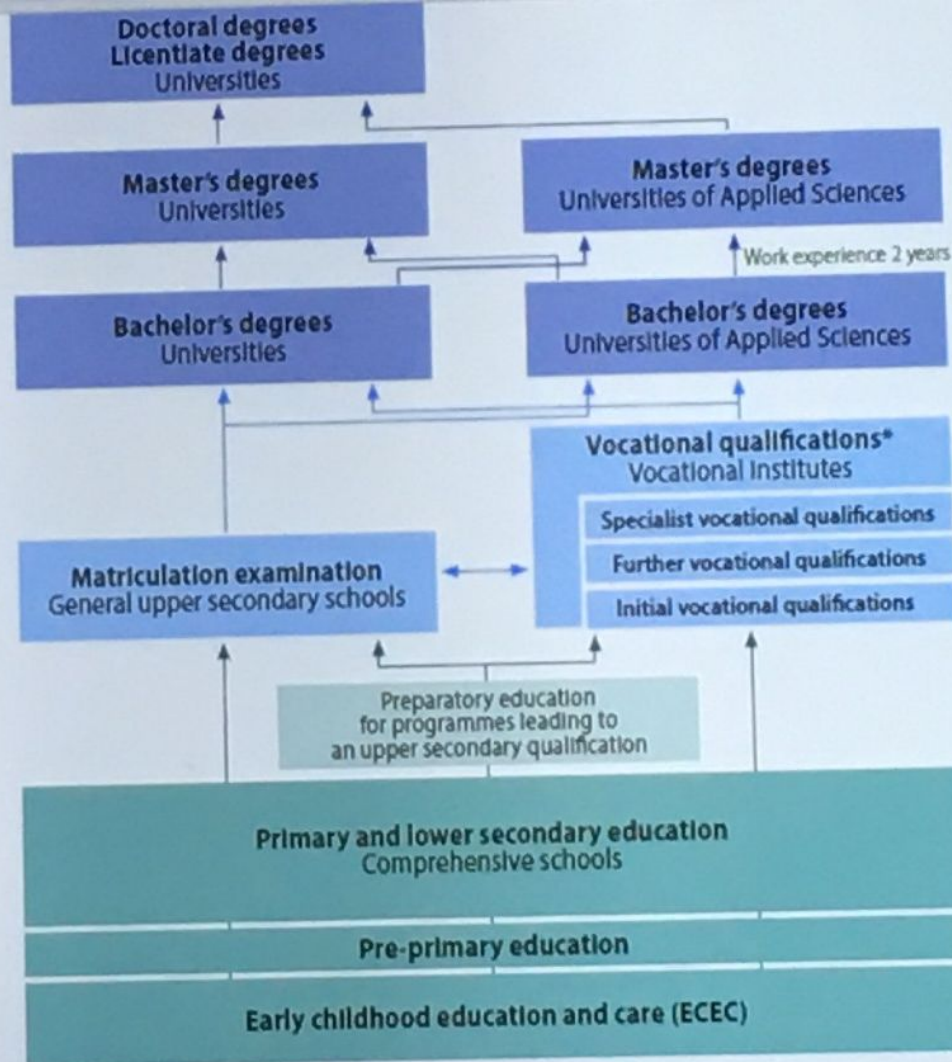 Doctoral degrees
Licentiate degrees
Universities
Master's degrees
Universities
Master's degrees
Universities of Applied Sciences
Work experience 2 years
Bachelor's degrees
Universities
Bachelor's degrees
Universities of Applied Sciences
Vocational qualifications*
Vocational Institutes
Specialist vocational qualifications
Further vocational qualifications
Initial vocational qualifications
Matriculation examination
General upper secondary schools
Preparatory education
for programmes leading to
an upper secondary qualification
Primary and lower secondary education
Comprehensive schools
Pre-primary education
Early childhood education and care (ECEC)